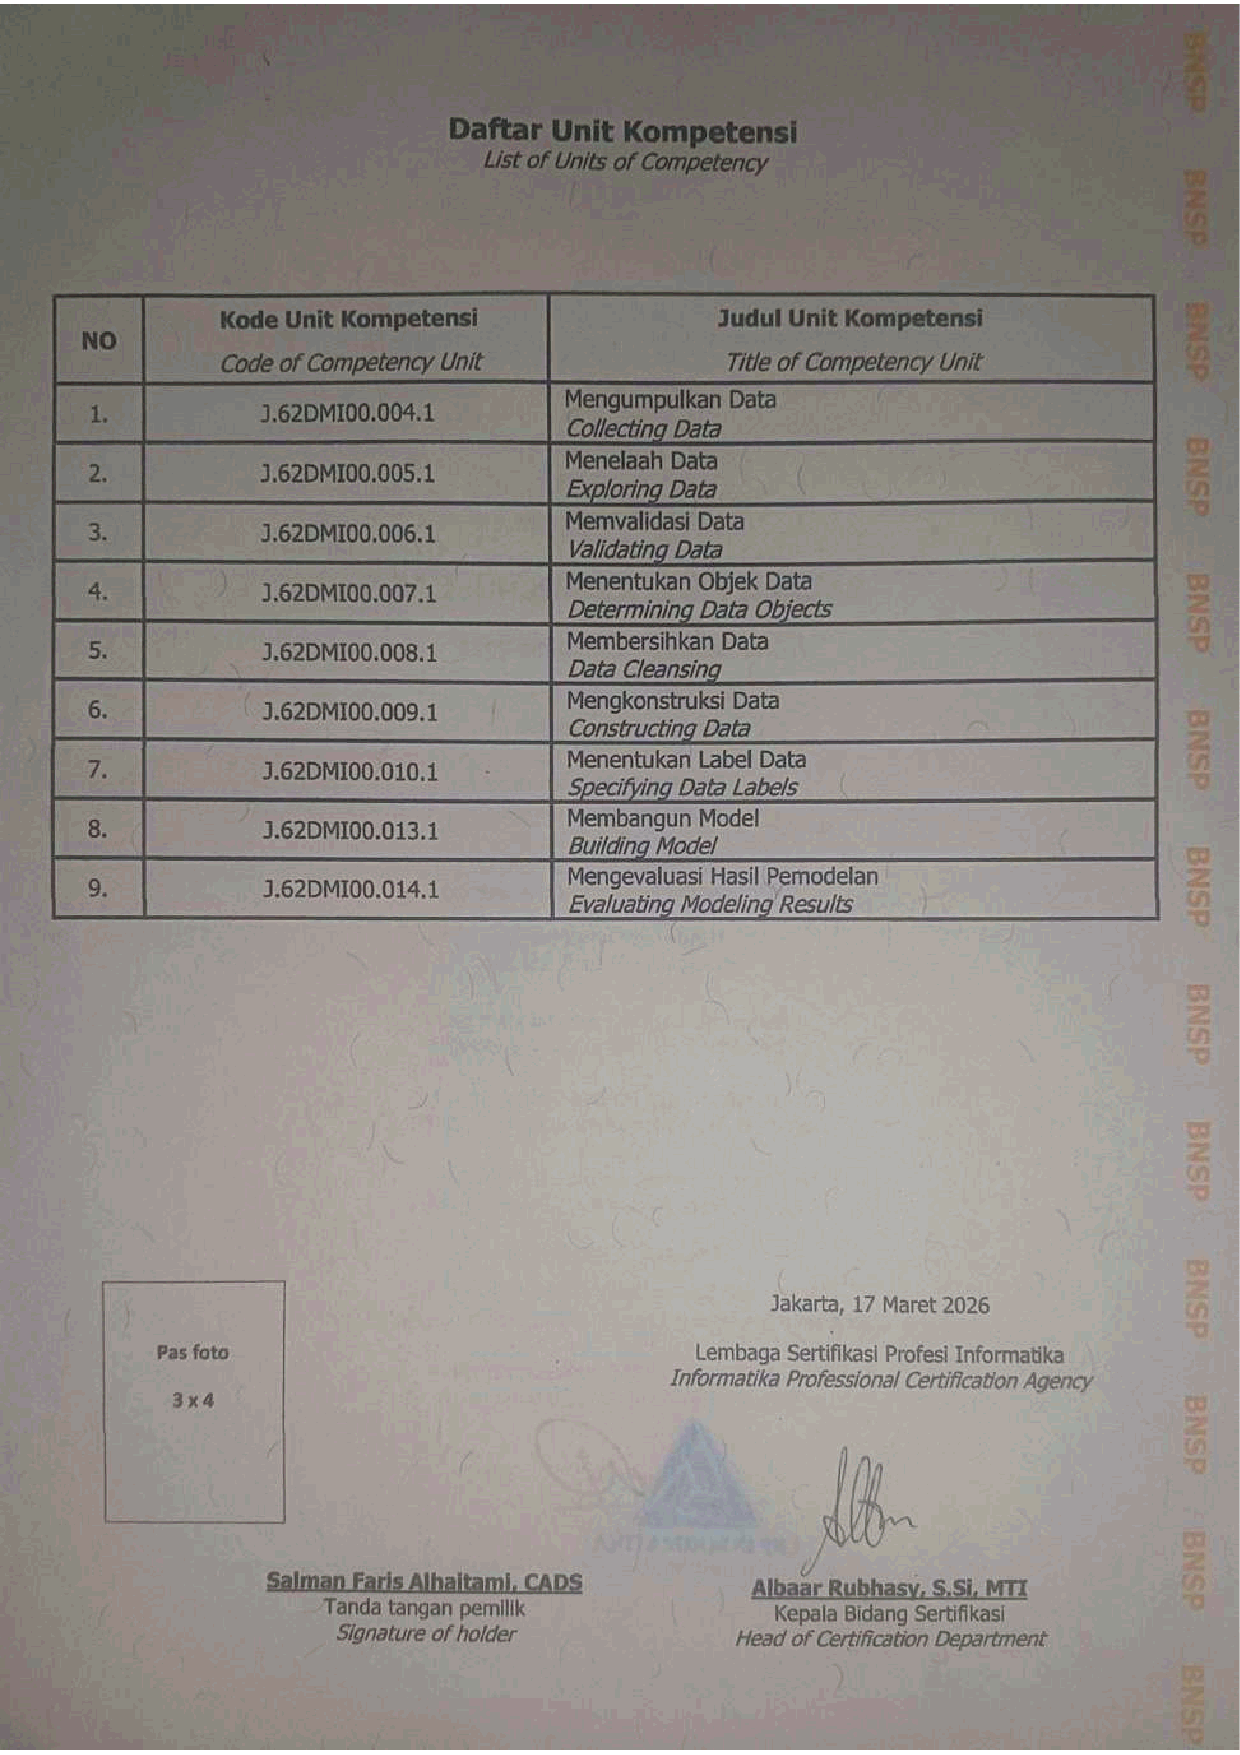 Daftar Unit Kompetensi
List of Units of Competency
NO
Kode Unit Kompetensi
Code of Competency Unit
Judul Unit Kompetensi
Title of Competency Unit
1.
J.62DMI00.004.1
Mengumpulkan Data
Collecting Data
2.
J.62DMI00.005.1
Menelaah Data
Exploring Data
3.
J.62DMI00.006.1
Memvalidasi Data
Validating Data
4.
J.62DMI00.007.1
Menentukan Objek Data
Determining Data Objects
5.
J.62DMI00.008.1
Membersihkan Data
Data Cleansing
6.
J.62DMI00.009.1
Mengkonstruksi Data
Constructing Data
7.
J.62DMI00.010.1
Menentukan Label Data
Specifying Data Labels
8.
J.62DMI00.013.1
Membangun Model
Building Model
9.
J.62DMI00.014.1
Mengevaluasi Hasil Pemodelan
Evaluating Modeling Results
Jakarta, 17 Maret 2026
Lembaga Sertifikasi Profesi Informatika
Informatika Professional Certification Agency
Pas foto
3 x 4
Salman Faris Alhaitami, CADS
Tanda tangan pemilik
Signature of holder
Albaar Rubhasy, S.Si, MTI
Kepala Bidang Sertifikasi
Head of Certification Department
BNSP
BNSP
BNSP
BNSP
BNSP
BNSP
BNSP
BNSP
BNSP
BNSP
BNSP
BNSP
BNSP